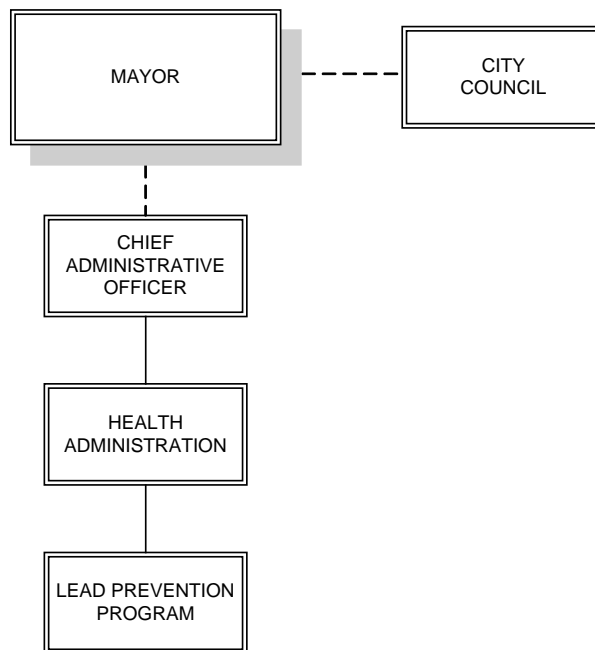 MAYOR
CITY
COUNCIL
CHIEF
ADMINISTRATIVE
OFFICER
HEALTH
ADMINISTRATION
LEAD PREVENTION
PROGRAM